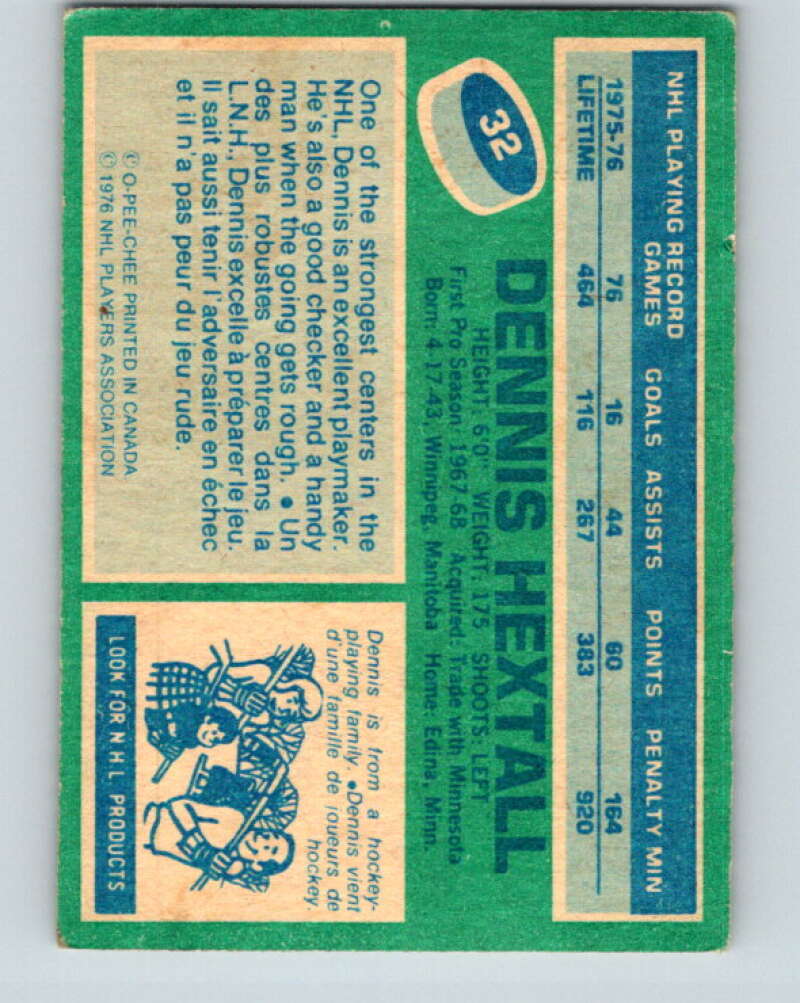 NHL PLAYING RECORD
GAMES GOALS ASSISTS POINTS PENALTY MIN
1975-76 76 16 44 60 164
LIFETIME 464 116 267 383 920
32
DENNIS HEXTALL
HEIGHT: 6'0" WEIGHT: 175 SHOOTS: LEFT
First Pro Season: 1967-68 Acquired: Trade with Minnesota
Born: 4-17-43, Winnipeg, Manitoba Home: Edina, Minn.
One of the strongest centers in the
NHL, Dennis is an excellent playmaker.
He's also a good checker and a handy
man when the going gets rough. • Un
des plus robustes centres dans la
L.N.H., Dennis excelle à préparer le jeu.
Il sait aussi tenir l'adversaire en échec
et il n'a pas peur du jeu rude.
© O-PEE-CHEE PRINTED IN CANADA
© 1976 NHL PLAYERS ASSOCIATION
Dennis is from a hockey-
playing family. •Dennis vient
d'une famille de joueurs de
hockey.
LOOK FOR NHL PRODUCTS